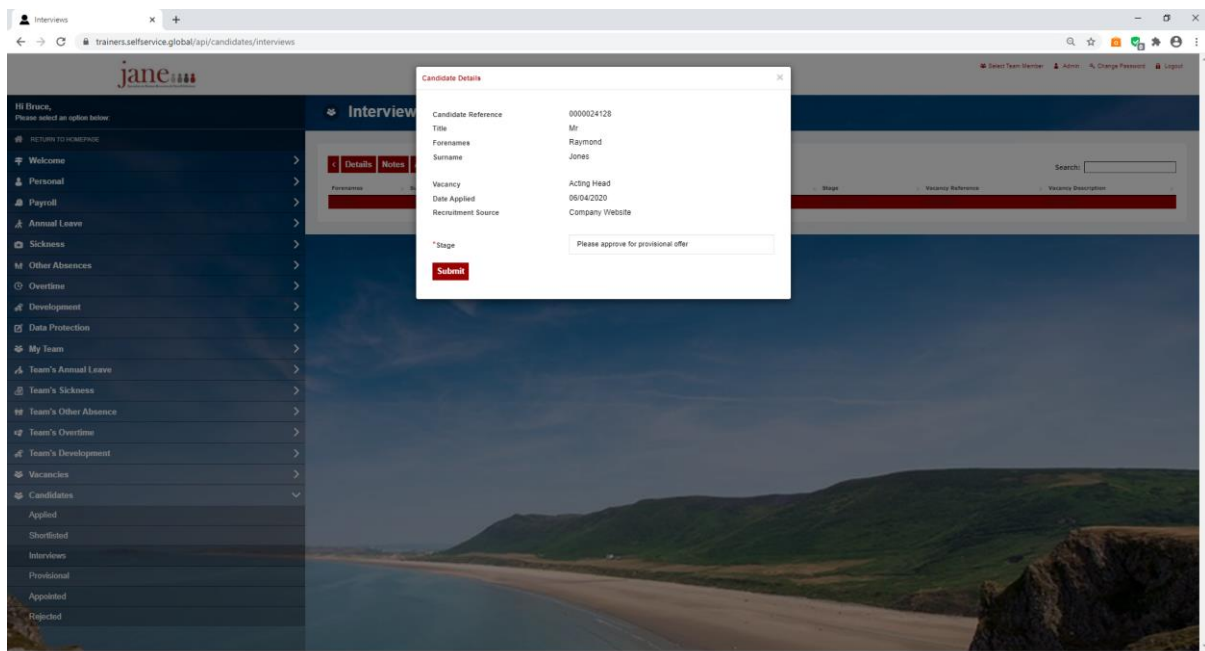 Interviews
trainers.selfservice.global/api/candidates/interviews
jane
Select Team Member Admin Change Password Logout
Hi Bruce,
Please select an option below:
RETURN TO HOMEPAGE
Welcome
Personal
Payroll
Annual Leave
Sickness
Other Absences
Overtime
Development
Data Protection
My Team
Team's Annual Leave
Team's Sickness
Team's Other Absence
Team's Overtime
Team's Development
Vacancies
Candidates
Applied
Shortlisted
Interviews
Provisional
Appointed
Rejected
Interview
< Details Notes
Search:
Forenames Stage Vacancy Reference Vacancy Description
Candidate Details
Candidate Reference 0000024128
Title Mr
Forenames Raymond
Surname Jones
Vacancy Acting Head
Date Applied 06/04/2020
Recruitment Source Company Website
*Stage Please approve for provisional offer
Submit